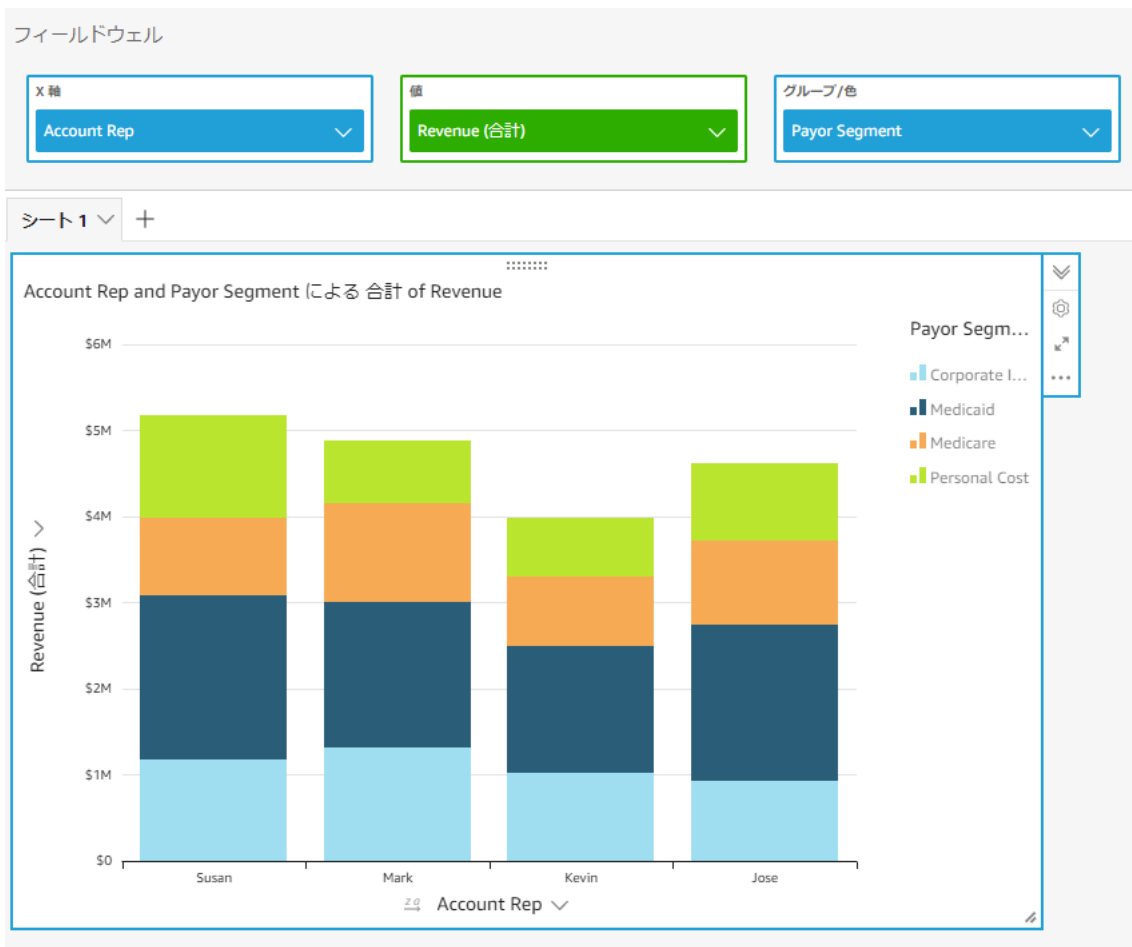 フィールドウェル
X 軸
値
グループ/色
Account Rep
Revenue (合計)
Payor Segment
シート 1
Account Rep and Payor Segment による 合計 of Revenue
Payor Segm...
Corporate I...
Medicaid
Medicare
Personal Cost
$6M
$5M
$4M
$3M
$2M
$1M
$0
Revenue (合計)
Susan
Mark
Kevin
Jose
Account Rep